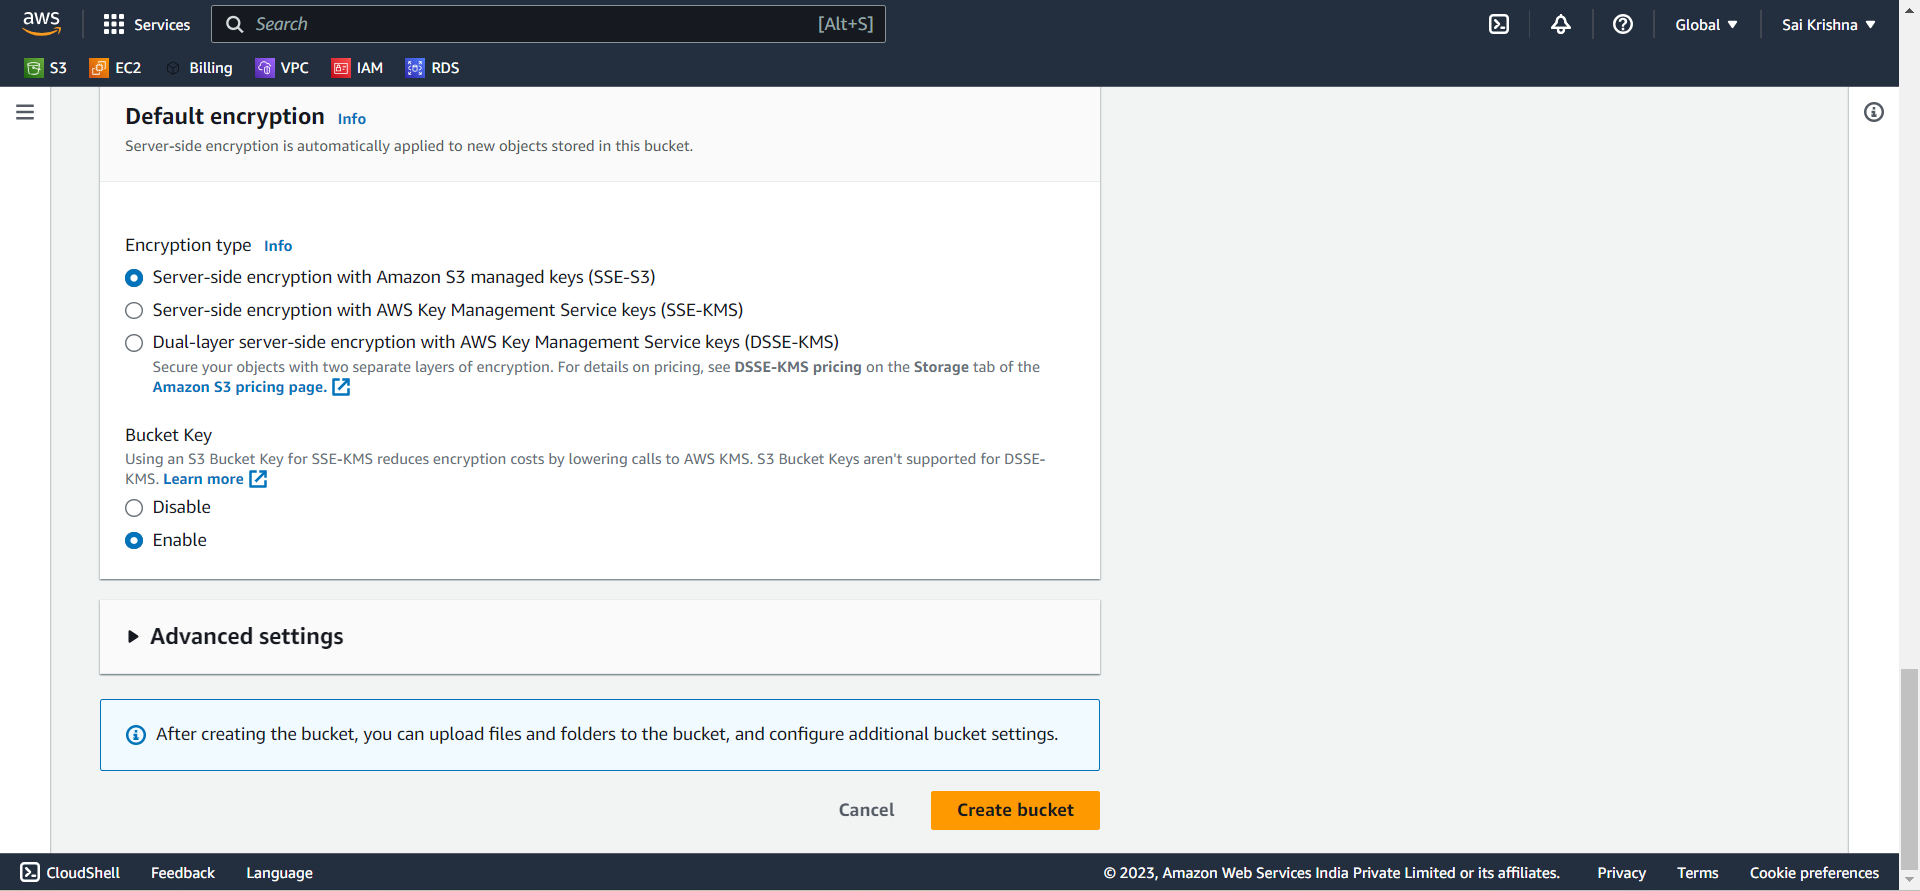 aws
Services
Search [Alt+S]
Global
Sai Krishna
S3 EC2 Billing VPC IAM RDS
Default encryption Info
Server-side encryption is automatically applied to new objects stored in this bucket.
Encryption type Info
Server-side encryption with Amazon S3 managed keys (SSE-S3)
Server-side encryption with AWS Key Management Service keys (SSE-KMS)
Dual-layer server-side encryption with AWS Key Management Service keys (DSSE-KMS)
Secure your objects with two separate layers of encryption. For details on pricing, see DSSE-KMS pricing on the Storage tab of the
Amazon S3 pricing page.
Bucket Key
Using an S3 Bucket Key for SSE-KMS reduces encryption costs by lowering calls to AWS KMS. S3 Bucket Keys aren't supported for DSSE-
KMS. Learn more
Disable
Enable
Advanced settings
After creating the bucket, you can upload files and folders to the bucket, and configure additional bucket settings.
Cancel Create bucket
CloudShell Feedback Language © 2023, Amazon Web Services India Private Limited or its affiliates. Privacy Terms Cookie preferences